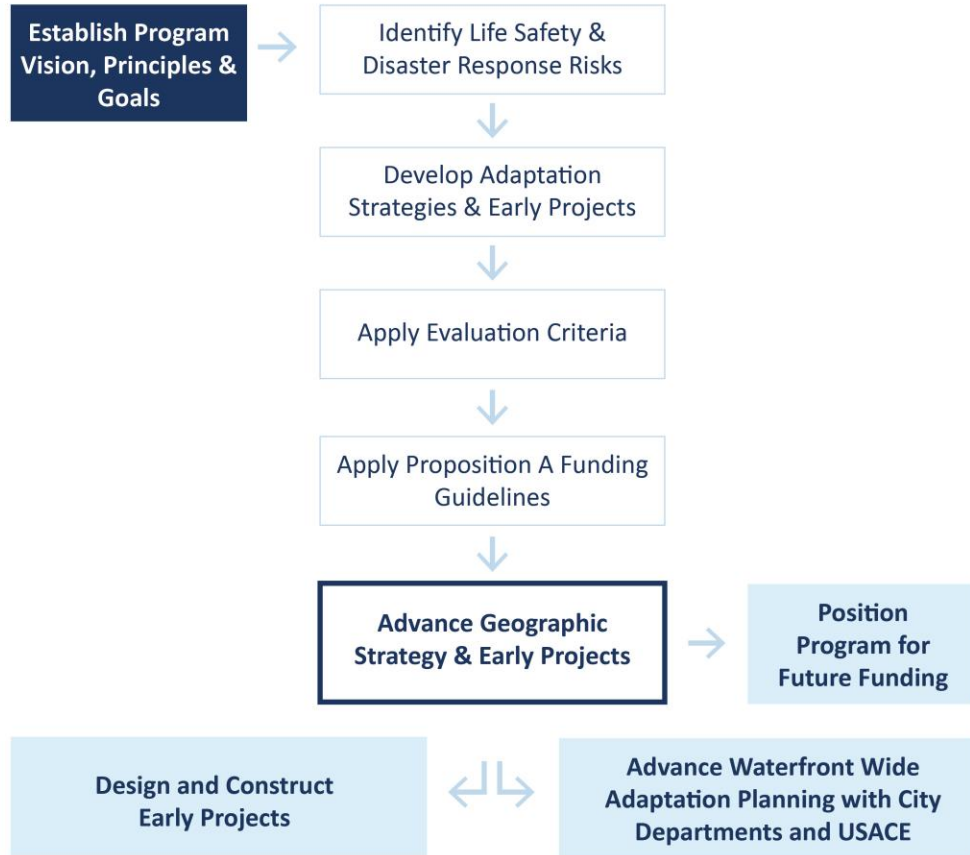 Establish Program
Vision, Principles &
Goals
Identify Life Safety &
Disaster Response Risks
Develop Adaptation
Strategies & Early Projects
Apply Evaluation Criteria
Apply Proposition A Funding
Guidelines
Advance Geographic
Strategy & Early Projects
Position
Program for
Future Funding
Design and Construct
Early Projects
Advance Waterfront Wide
Adaptation Planning with City
Departments and USACE